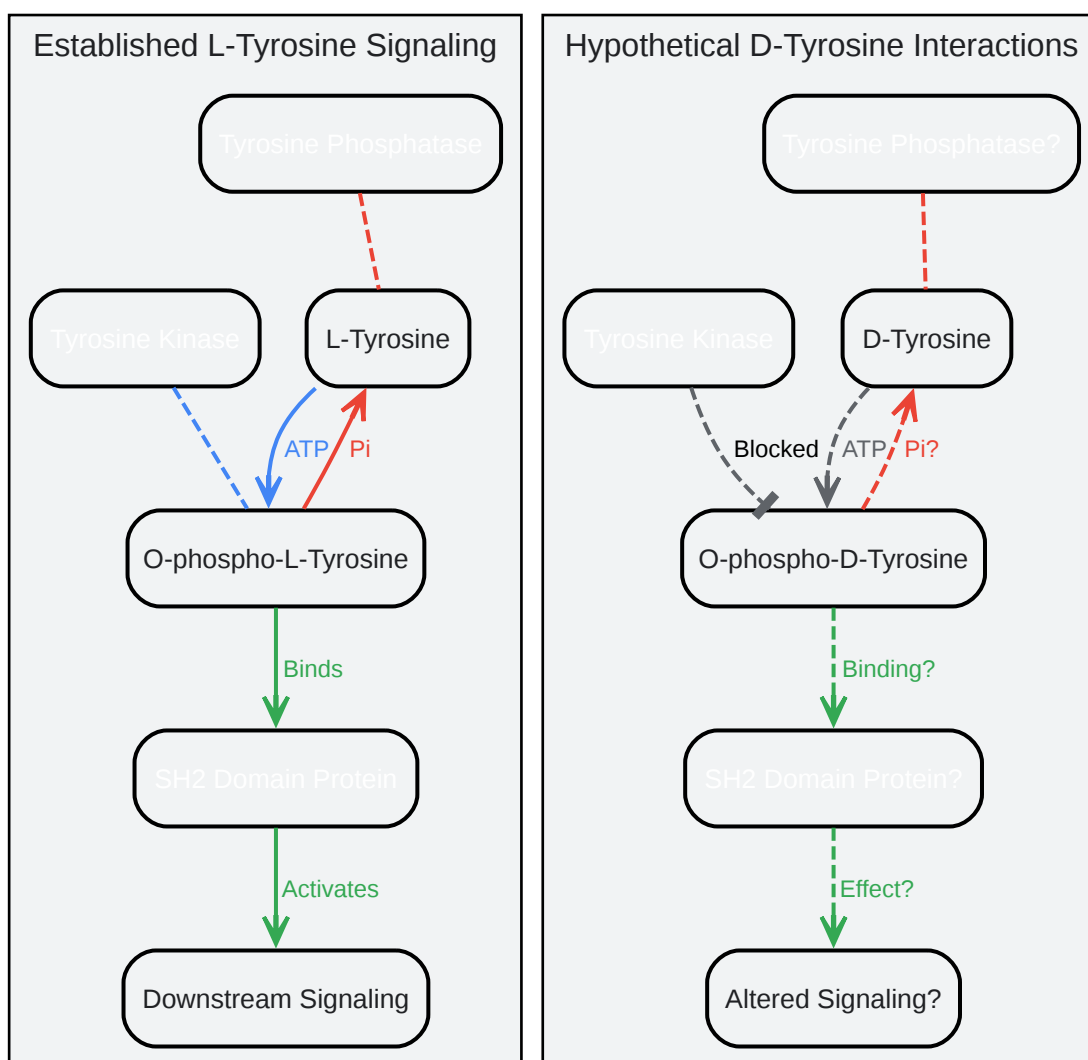 Established L-Tyrosine Signaling
Tyrosine Phosphatase
Tyrosine Kinase
L-Tyrosine
ATP
Pi
O-phospho-L-Tyrosine
Binds
SH2 Domain Protein
Activates
Downstream Signaling
Hypothetical D-Tyrosine Interactions
Tyrosine Phosphatase?
Tyrosine Kinase
D-Tyrosine
Blocked
ATP
Pi?
O-phospho-D-Tyrosine
Binding?
SH2 Domain Protein?
Effect?
Altered Signaling?